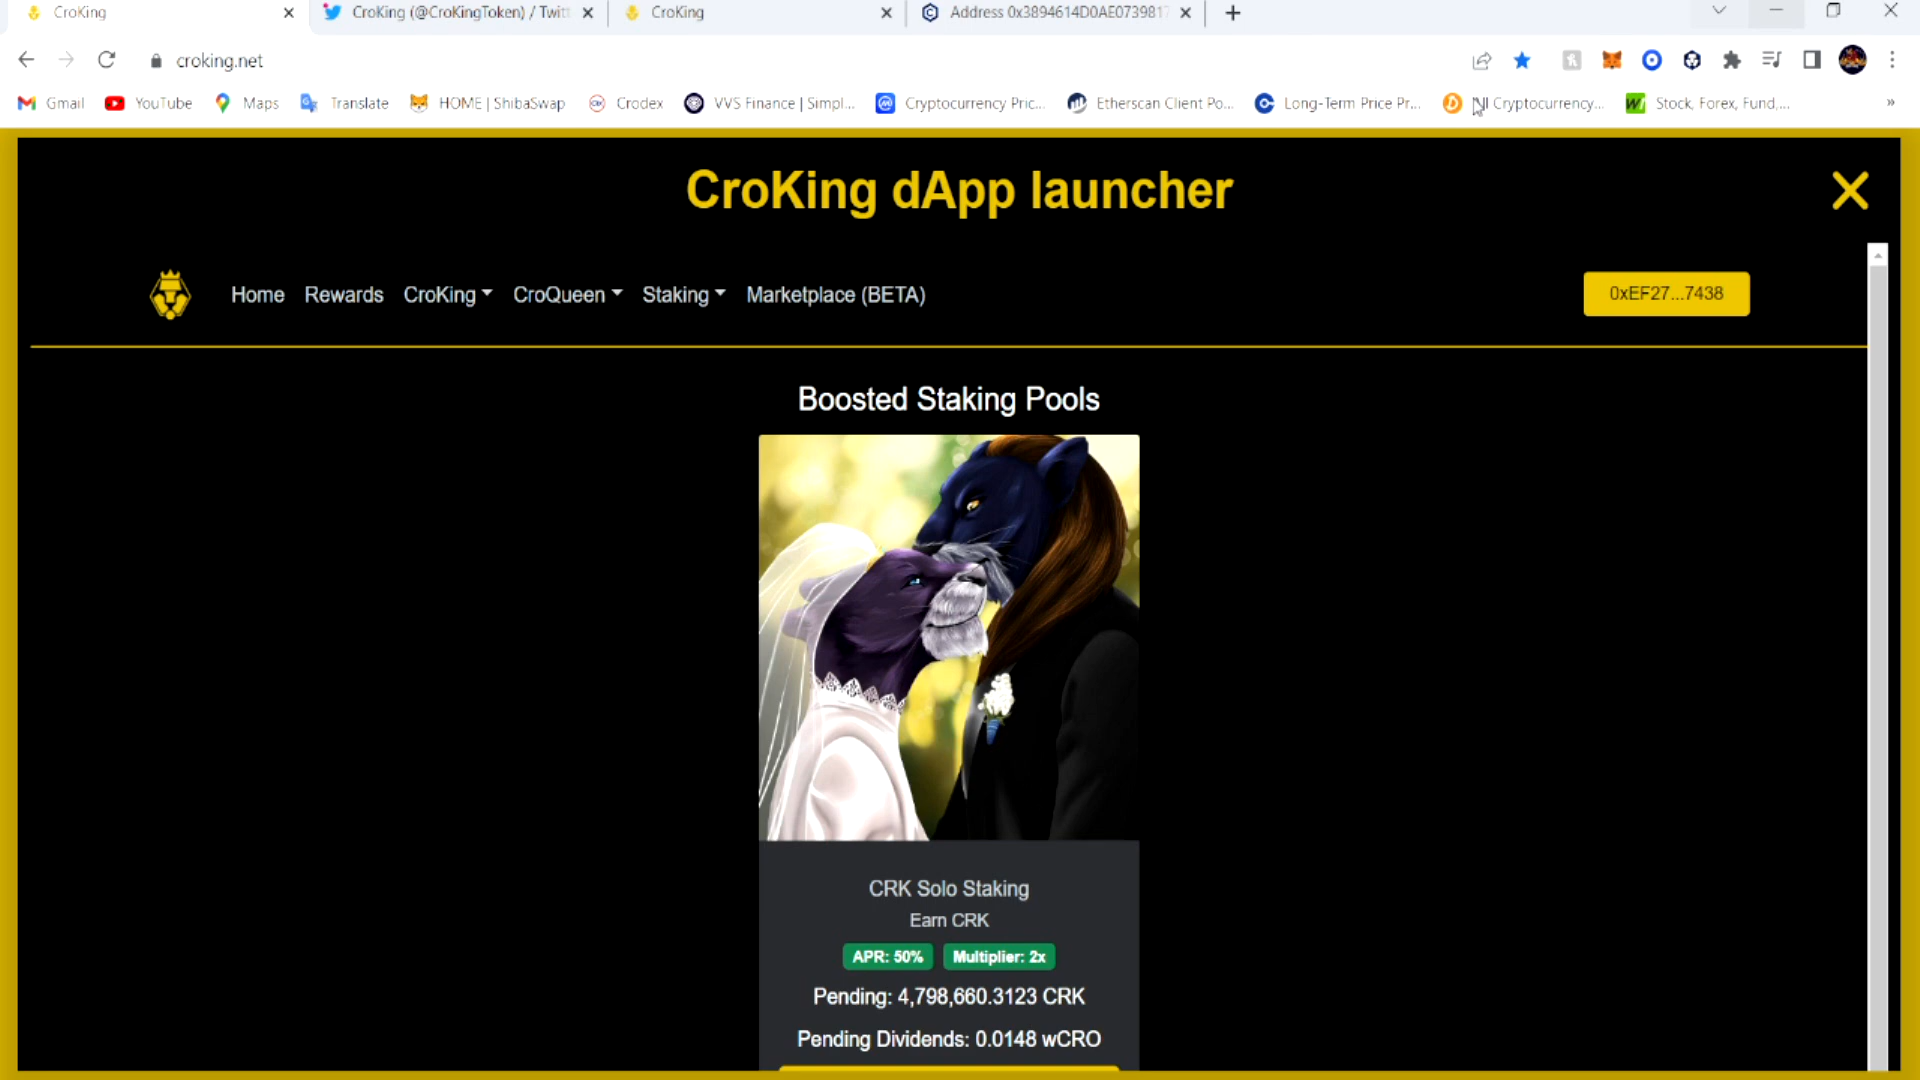 CroKing
CroKing (@CroKingToken) / Twitt
CroKing
Address 0x3894614D0AE0739817
croking.net
Gmail
YouTube
Maps
Translate
HOME | ShibaSwap
Crodex
VVS Finance | Simpl...
Cryptocurrency Pric...
Etherscan Client Po...
Long-Term Price Pr...
Cryptocurrency...
Stock, Forex, Fund,...
»
CroKing dApp launcher
Home
Rewards
CroKing
CroQueen
Staking
Marketplace (BETA)
0xEF27...7438
Boosted Staking Pools
CRK Solo Staking
Earn CRK
APR: 50%
Multiplier: 2x
Pending: 4,798,660.3123 CRK
Pending Dividends: 0.0148 wCRO